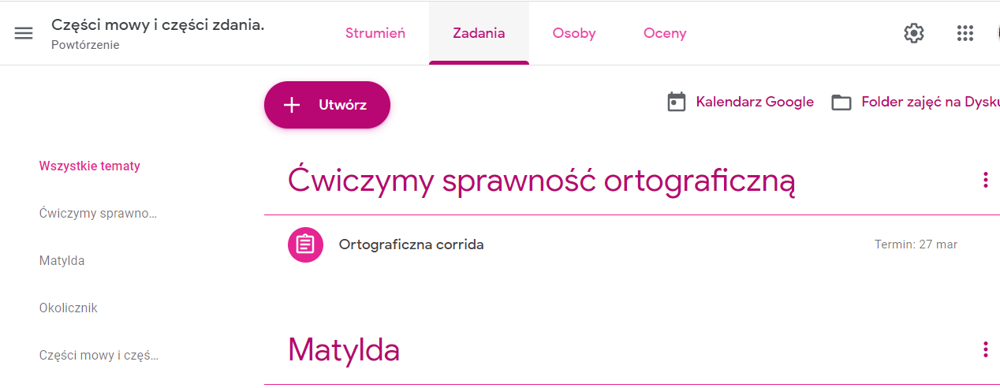 Części mowy i części zdania.
Powtórzenie
Strumień
Zadania
Osoby
Oceny
Utwórz
Kalendarz Google
Folder zajęć na Dysku
Wszystkie tematy
Ćwiczymy sprawno...
Matylda
Okolicznik
Części mowy i częś...
Ćwiczymy sprawność ortograficzną
Ortograficzna corrida
Termin: 27 mar
Matylda